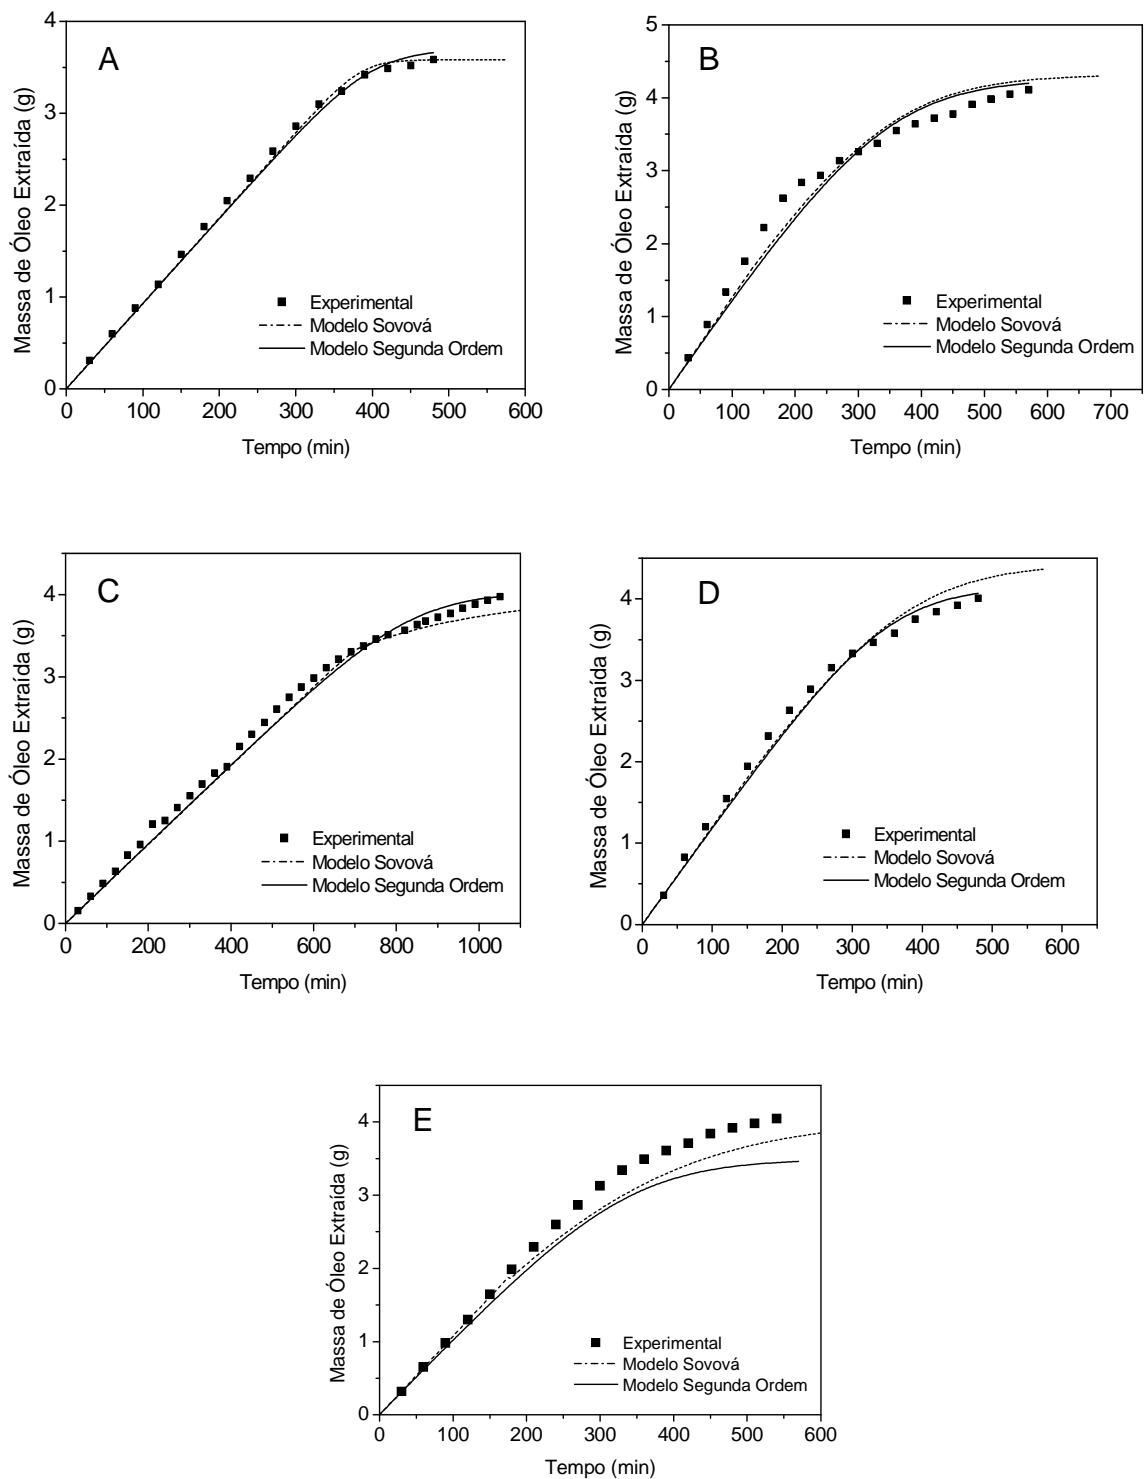 A
4
3
2
1
0
Massa de Óleo Extraída (g)
Experimental
Modelo Sovová
Modelo Segunda Ordem
0 100 200 300 400 500 600
Tempo (min)
B
5
4
3
2
1
0
Massa de Óleo Extraída (g)
Experimental
Modelo Sovová
Modelo Segunda Ordem
0 100 200 300 400 500 600 700
Tempo (min)
C
4
3
2
1
0
Massa de Óleo Extraída (g)
Experimental
Modelo Sovová
Modelo Segunda Ordem
0 200 400 600 800 1000
Tempo (min)
D
4
3
2
1
0
Massa de Óleo Extraída (g)
Experimental
Modelo Sovová
Modelo Segunda Ordem
0 100 200 300 400 500 600
Tempo (min)
E
4
3
2
1
0
Massa de Óleo Extraída (g)
Experimental
Modelo Sovová
Modelo Segunda Ordem
0 100 200 300 400 500 600
Tempo (min)